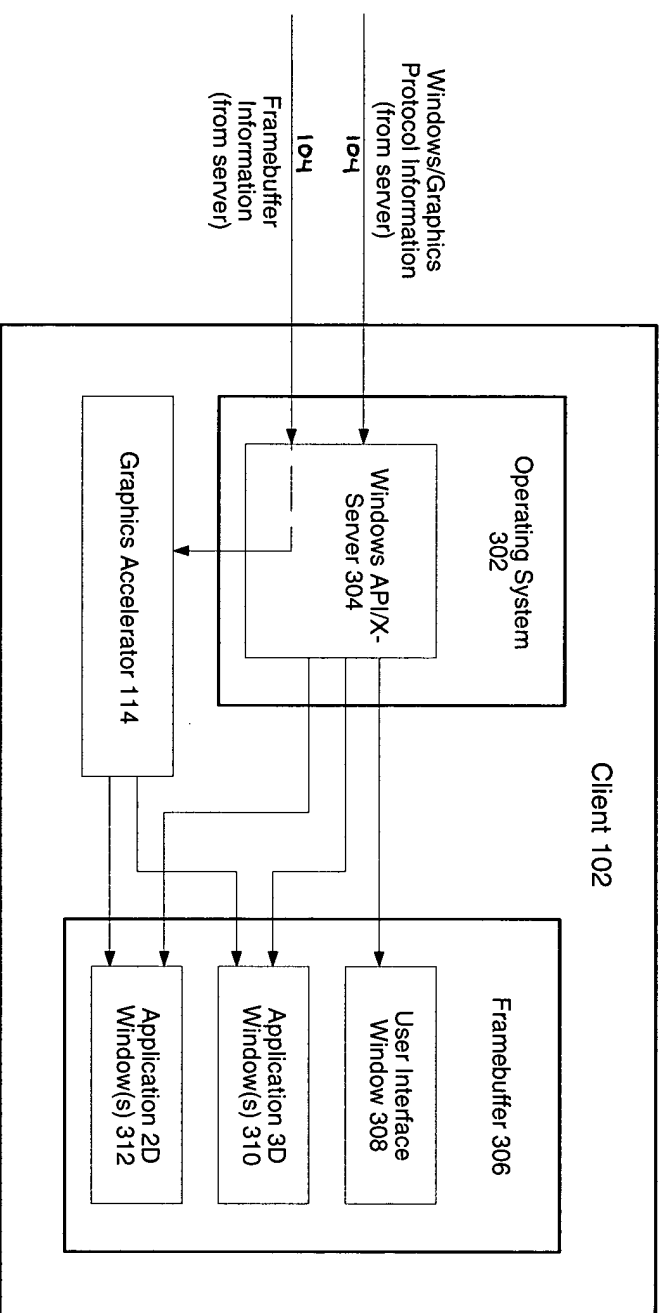 Client 102
Windows/Graphics
Protocol Information
(from server)
104
Framebuffer
Information
(from server)
104
Operating System
302
Windows API/X-
Server 304
Graphics Accelerator 114
Framebuffer 306
User Interface
Window 308
Application 3D
Window(s) 310
Application 2D
Window(s) 312